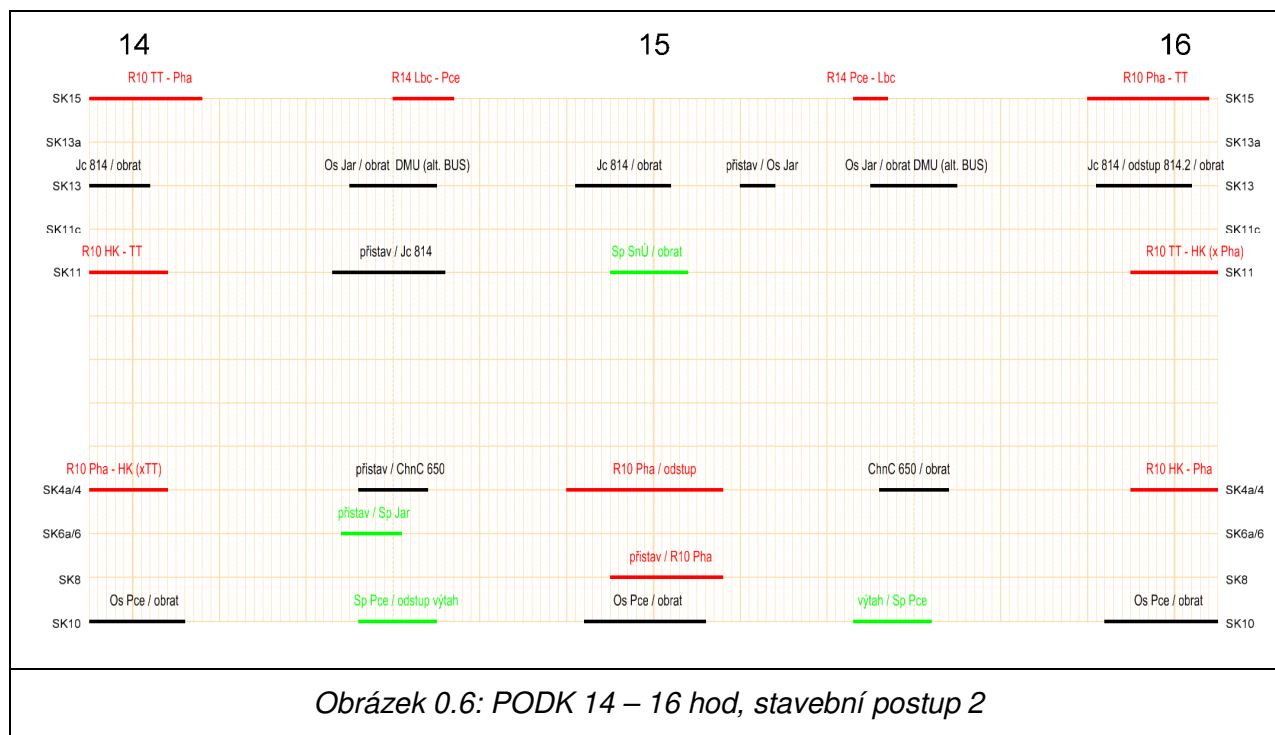 14 15 16
R10 TT - Pha R14 Lbc - Pce R14 Pce - Lbc R10 Pha - TT
SK15 SK15
SK13a SK13a
Jc 814 / obrat Os Jar / obrat DMU (alt. BUS) Jc 814 / obrat přistav / Os Jar Os Jar / obrat DMU (alt. BUS) Jc 814 / odstup 814.2 / obrat
SK13 SK13
SK11c SK11c
R10 HK - TT přistav / Jc 814 Sp SnÚ / obrat R10 TT - HK (x Pha)
SK11 SK11
R10 Pha - HK (xTT) přistav / ChnC 650 R10 Pha / odstup ChnC 650 / obrat R10 HK - Pha
SK4a/4 SK4a/4
přistav / Sp Jar
SK6a/6 SK6a/6
přistav / R10 Pha
SK8 SK8
Os Pce / obrat Sp Pce / odstup výtah Os Pce / obrat výtah / Sp Pce Os Pce / obrat
SK10 SK10
Obrázek 0.6: PODK 14 – 16 hod, stavební postup 2